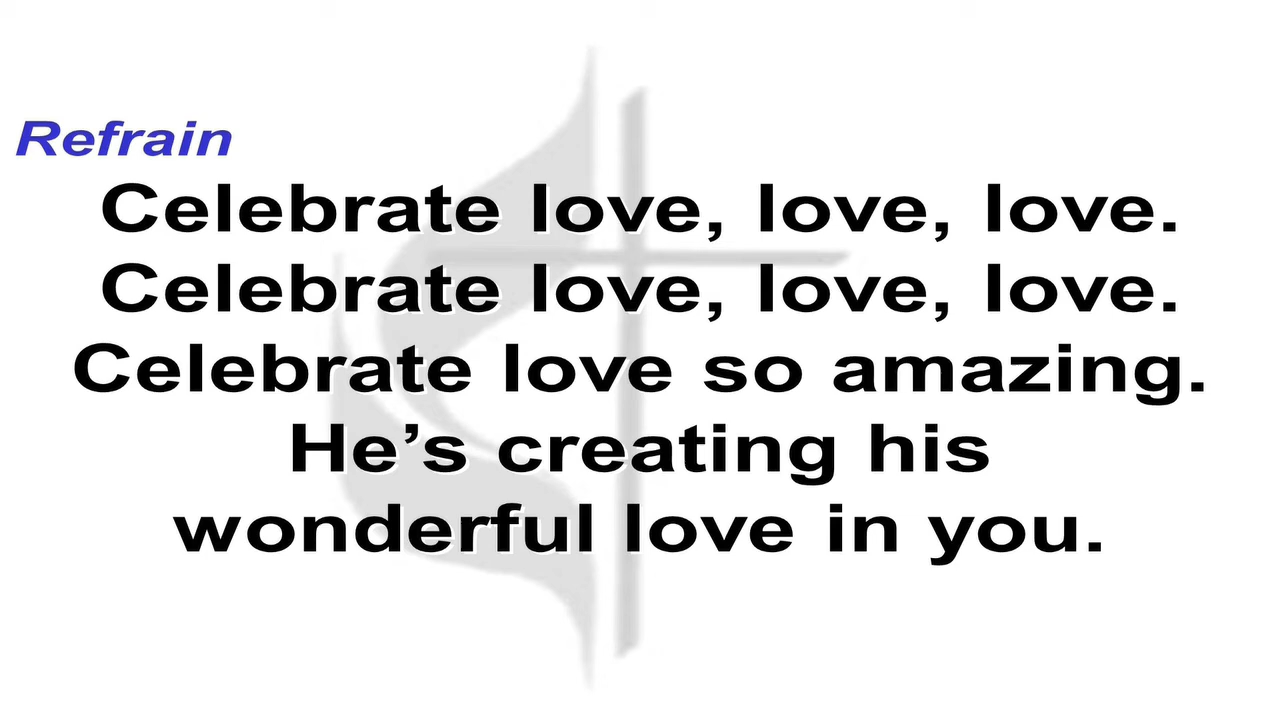 Refrain
Celebrate love, love, love.
Celebrate love, love, love.
Celebrate love so amazing.
He’s creating his
wonderful love in you.